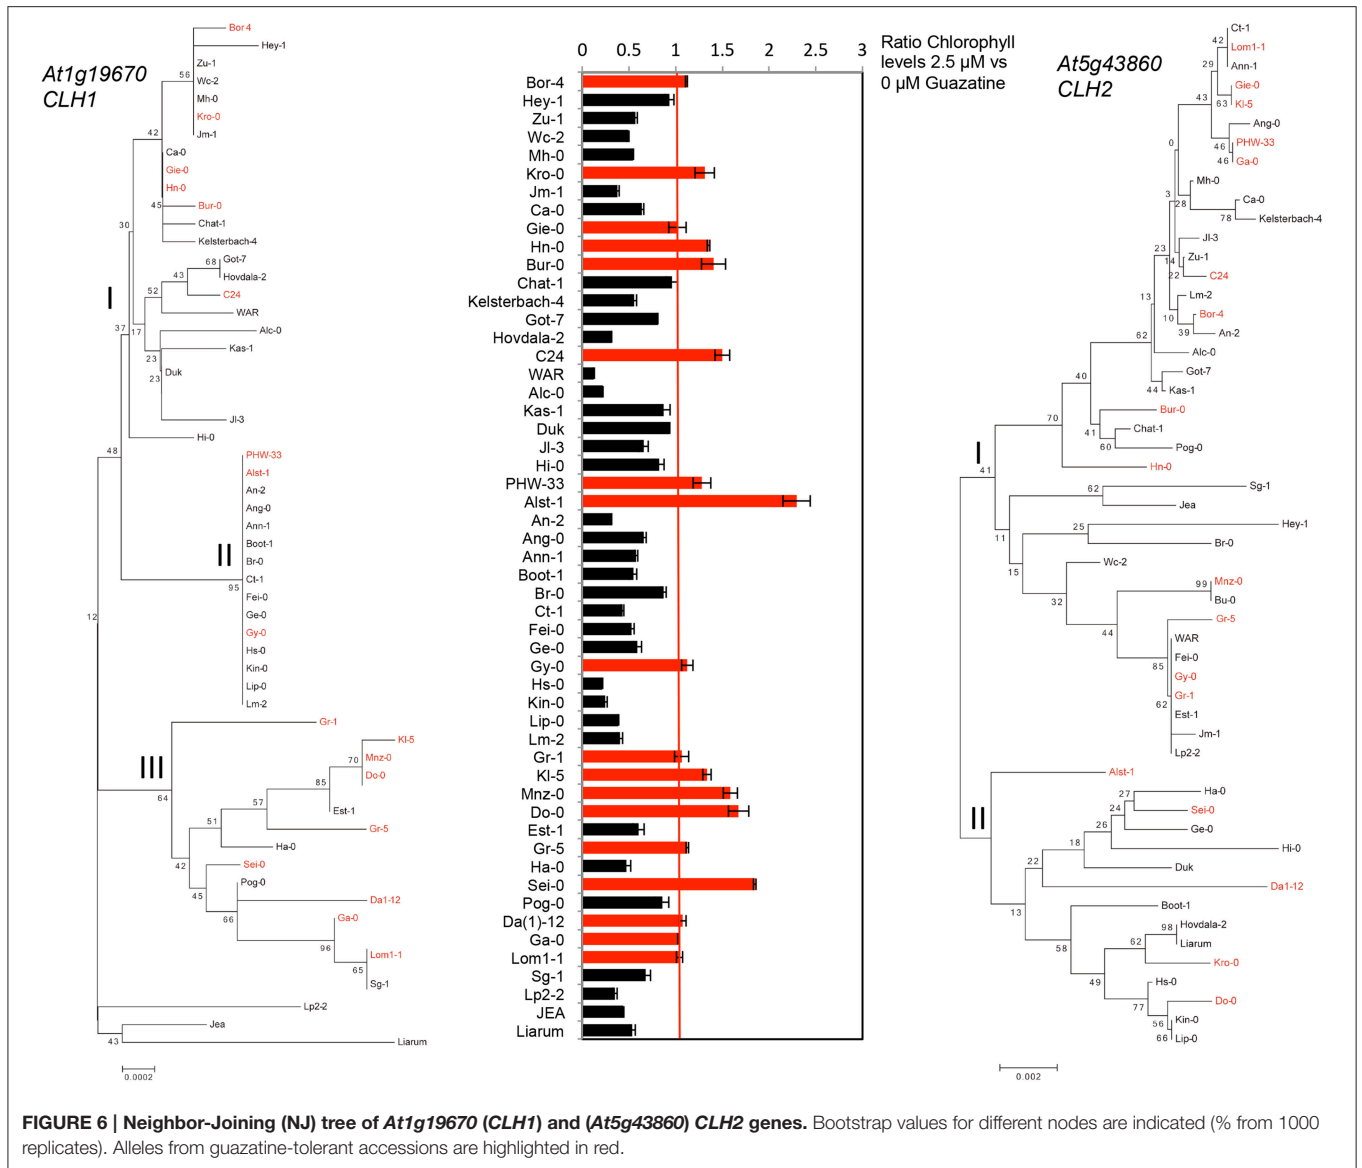 At1g19670
CLH1
Bor 4
Hey-1
Zu-1
Wc-2
Mh-0
Kro-0
Jm-1
Ca-0
Gie-0
Hn-0
Bur-0
Chat-1
Kelsterbach-4
Got-7
Hovdala-2
C24
WAR
Alc-0
Kas-1
Duk
Jl-3
Hi-0
PHW-33
Alst-1
An-2
Ang-0
Ann-1
Boot-1
Br-0
Ct-1
Fei-0
Ge-0
Gy-0
Hs-0
Kin-0
Lip-0
Lm-2
Gr-1
Kl-5
Mnz-0
Do-0
Est-1
Gr-5
Ha-0
Sei-0
Pog-0
Da1-12
Ga-0
Lom1-1
Sg-1
Lp2-2
Jea
Liarum
56
42
45
30
68
43
52
37
17
23
23
48
95
12
70
85
57
64
51
42
45
66
96
65
43
I
II
III
0.0002
0 0.5 1 1.5 2 2.5 3
Ratio Chlorophyll
levels 2.5 µM vs
0 µM Guazatine
Bor-4
Hey-1
Zu-1
Wc-2
Mh-0
Kro-0
Jm-1
Ca-0
Gie-0
Hn-0
Bur-0
Chat-1
Kelsterbach-4
Got-7
Hovdala-2
C24
WAR
Alc-0
Kas-1
Duk
Jl-3
Hi-0
PHW-33
Alst-1
An-2
Ang-0
Ann-1
Boot-1
Br-0
Ct-1
Fei-0
Ge-0
Gy-0
Hs-0
Kin-0
Lip-0
Lm-2
Gr-1
Kl-5
Mnz-0
Do-0
Est-1
Gr-5
Ha-0
Sei-0
Pog-0
Da(1)-12
Ga-0
Lom1-1
Sg-1
Lp2-2
JEA
Liarum
At5g43860
CLH2
Ct-1
Lom1-1
Ann-1
Gie-0
Kl-5
Ang-0
PHW-33
Ga-0
Mh-0
Ca-0
Kelsterbach-4
Jl-3
Zu-1
C24
Lm-2
Bor-4
An-2
Alc-0
Got-7
Kas-1
Bur-0
Chat-1
Pog-0
Hn-0
Sg-1
Jea
Hey-1
Br-0
Wc-2
Mnz-0
Bu-0
Gr-5
WAR
Fei-0
Gy-0
Gr-1
Est-1
Jm-1
Lp2-2
Alst-1
Ha-0
Sei-0
Ge-0
Hi-0
Duk
Da1-12
Boot-1
Hovdala-2
Liarum
Kro-0
Hs-0
Do-0
Kin-0
Lip-0
42
29
63
43
46
46
0
3
28
78
23
14
22
13
10
39
62
44
40
70
41
60
41
62
11
25
15
32
99
44
85
62
27
24
26
18
22
13
98
62
58
49
77
56
66
I
II
0.002
FIGURE 6 | Neighbor-Joining (NJ) tree of At1g19670 (CLH1) and (At5g43860) CLH2 genes. Bootstrap values for different nodes are indicated (% from 1000
replicates). Alleles from guazatine-tolerant accessions are highlighted in red.